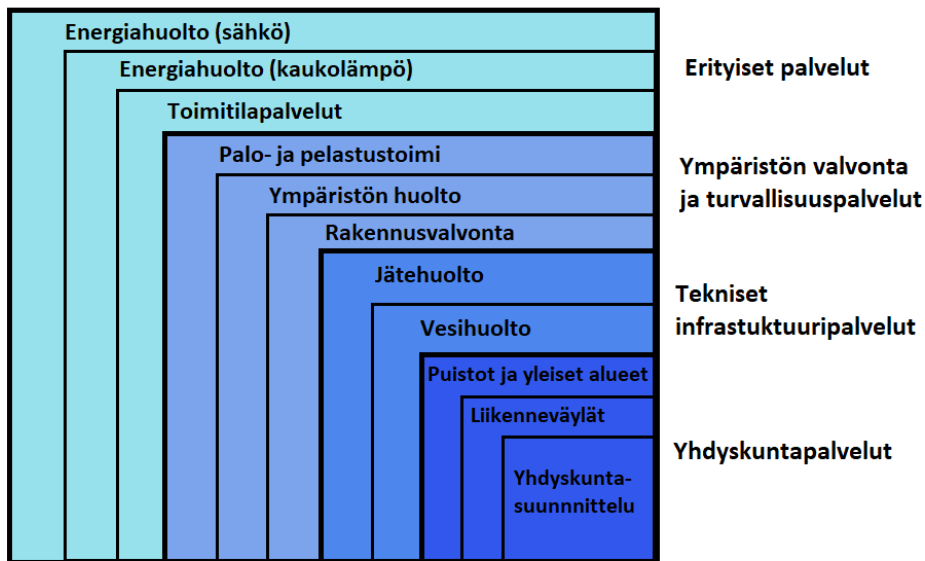 Energiahuolto (sähkö)
Energiahuolto (kaukolämpö)
Toimitilapalvelut
Erityiset palvelut
Palo- ja pelastustoimi
Ympäristön huolto
Rakennusvalvonta
Ympäristön valvonta
ja turvallisuuspalvelut
Jätehuolto
Vesihuolto
Tekniset
infrastuktuuripalvelut
Puistot ja yleiset alueet
Liikenneväylät
Yhdyskunta-
suunnnittelu
Yhdyskuntapalvelut